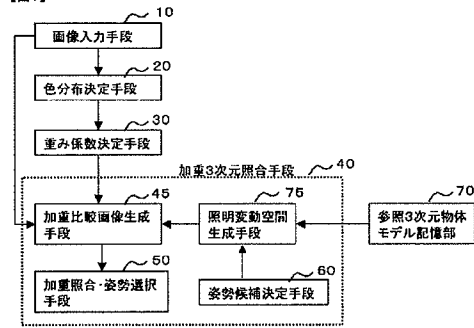 10
画像入力手段
20
色分布決定手段
30
重み係数決定手段
加重3次元照合手段
40
45
加重比較画像生成
手段
75
照明変動空間
生成手段
70
参照3次元物体
モデル記憶部
50
加重照合・姿勢選択
手段
60
姿勢候補決定手段